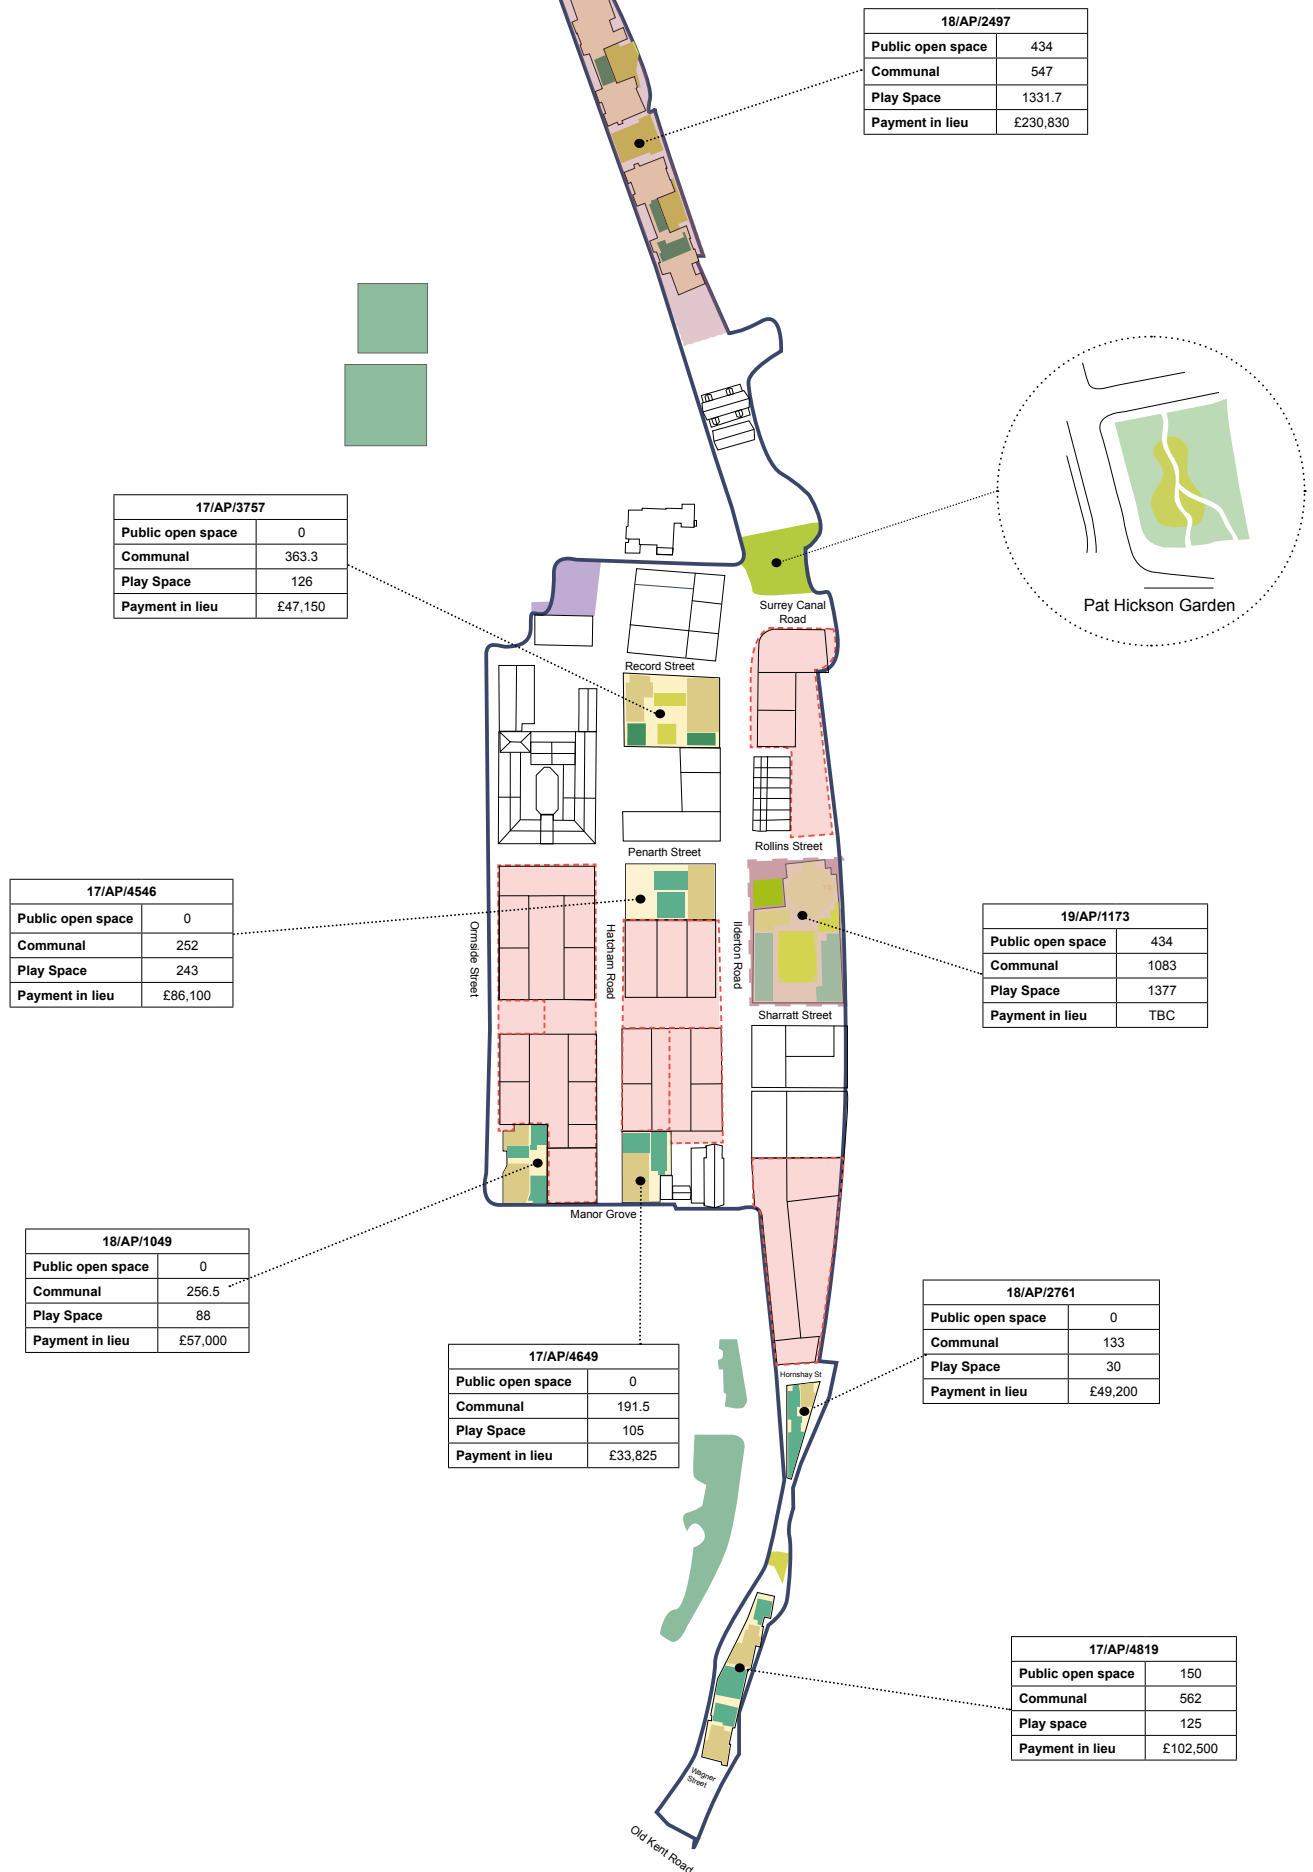 18/AP/2497
Public open space 434
Communal 547
Play Space 1331.7
Payment in lieu £230,830
17/AP/3757
Public open space 0
Communal 363.3
Play Space 126
Payment in lieu £47,150
Pat Hickson Garden
Surrey Canal
Road
Record Street
Penarth Street
Rollins Street
17/AP/4546
Public open space 0
Communal 252
Play Space 243
Payment in lieu £86,100
Ormside Street
Hatcham Road
Ilderton Road
19/AP/1173
Public open space 434
Communal 1083
Play Space 1377
Payment in lieu TBC
Sharratt Street
Manor Grove
18/AP/1049
Public open space 0
Communal 256.5
Play Space 88
Payment in lieu £57,000
17/AP/4649
Public open space 0
Communal 191.5
Play Space 105
Payment in lieu £33,825
18/AP/2761
Public open space 0
Communal 133
Play Space 30
Payment in lieu £49,200
Hornshay St
17/AP/4819
Public open space 150
Communal 562
Play space 125
Payment in lieu £102,500
Wagner
Street
Old Kent Road